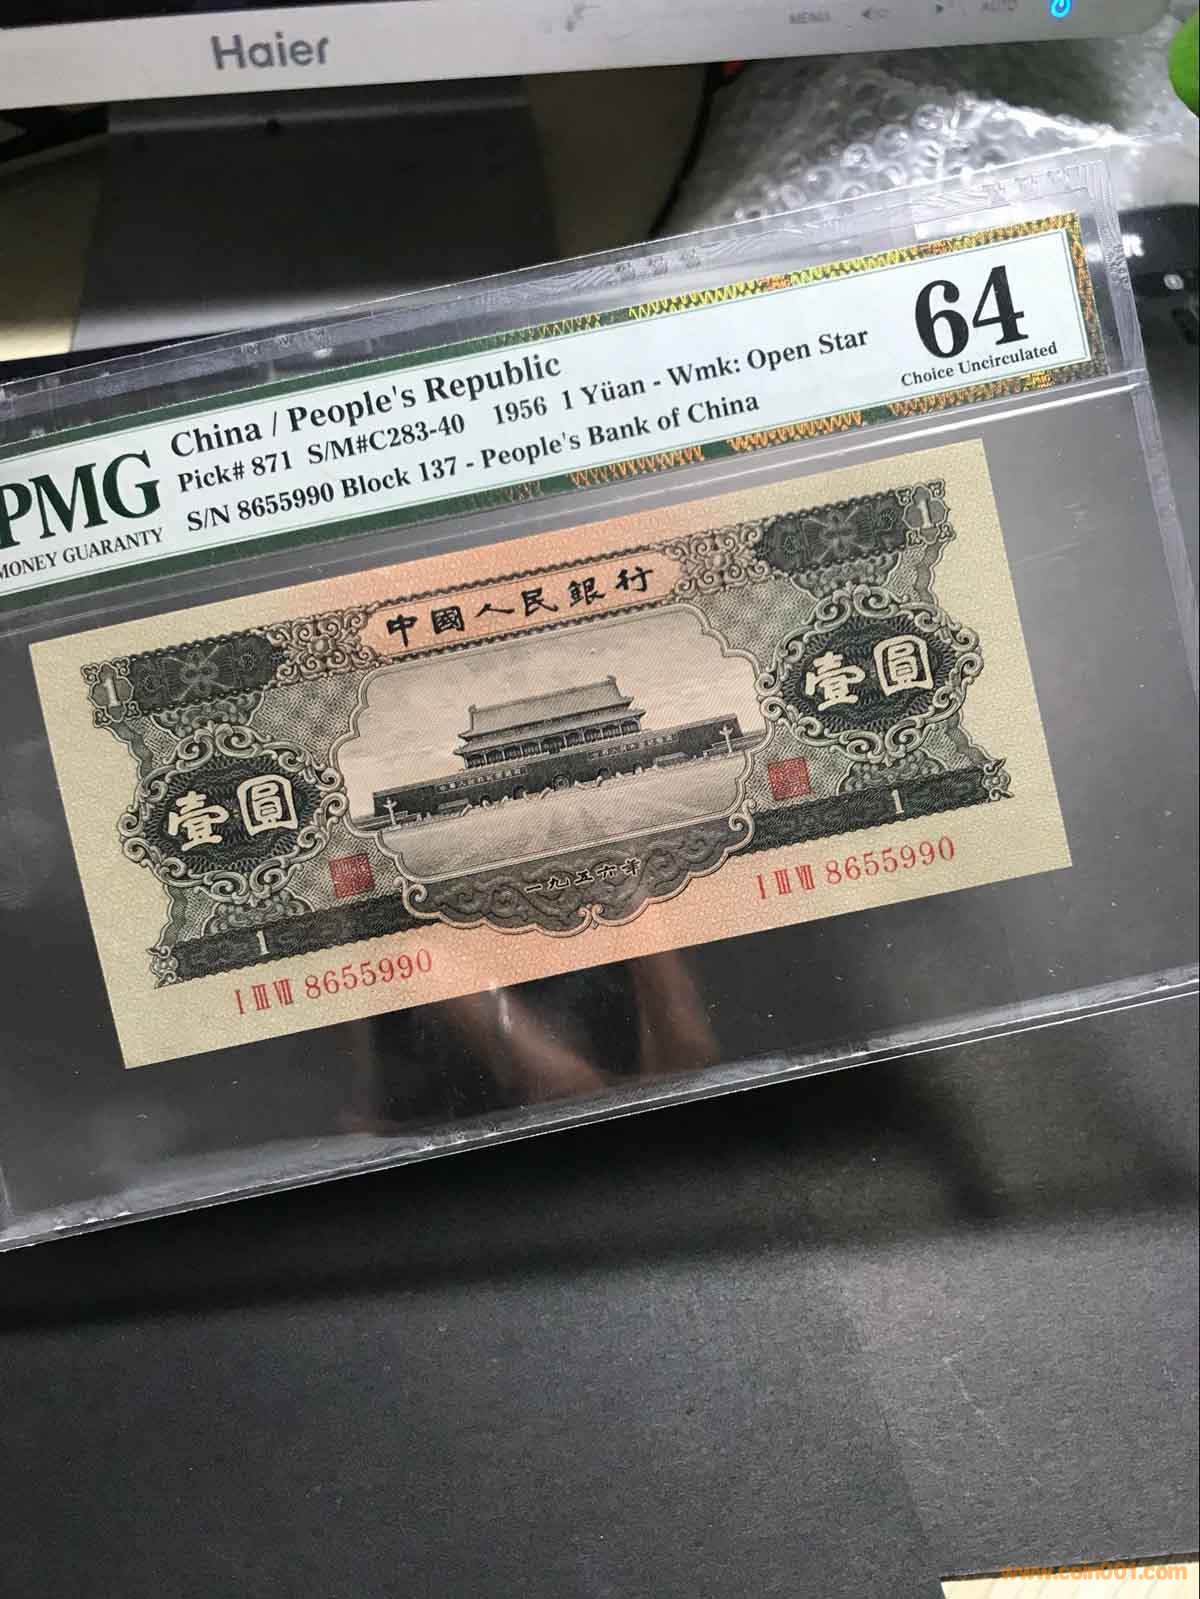 Haier
MENU
AUTO
PMG
MONEY GUARANTY
China / People's Republic
Pick# 871 S/M#C283-40 1956 1 Yüan - Wmk: Open Star
S/N 8655990 Block 137 - People's Bank of China
64
Choice Uncirculated
中國人民銀行
1
1
壹圓
壹圓
1
1
一九五六年
I III VII 8655990
I III VII 8655990
www.coin001.com